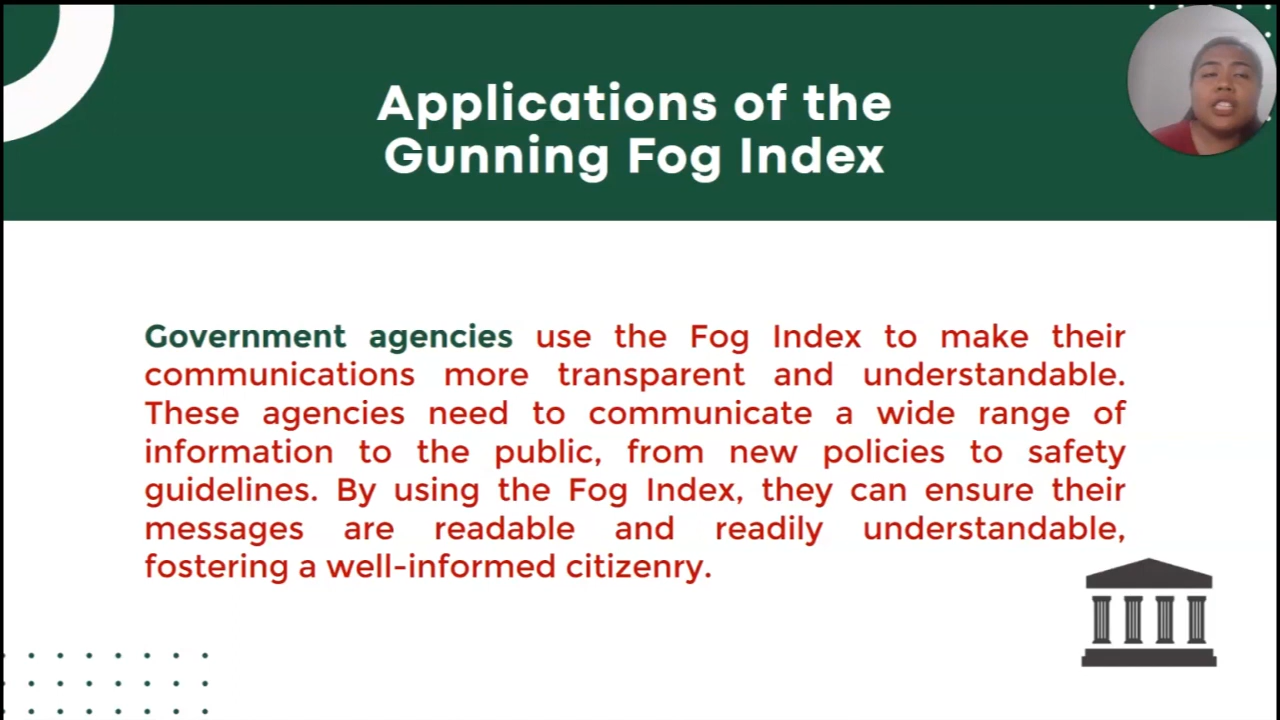 Applications of the
Gunning Fog Index
Government agencies use the Fog Index to make their
communications more transparent and understandable.
These agencies need to communicate a wide range of
information to the public, from new policies to safety
guidelines. By using the Fog Index, they can ensure their
messages are readable and readily understandable,
fostering a well-informed citizenry.